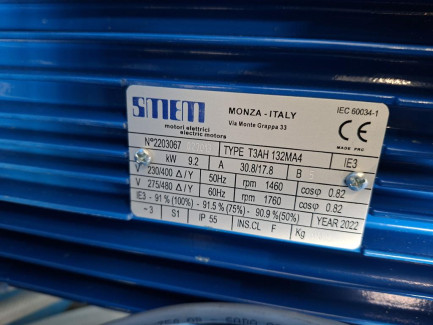 SMEM
motori elettrici
electric motors
MONZA - ITALY
Via Monte Grappa 33
IEC 60034-1
CE
N° 2203067
TYPE T3AH 132MA4
IE3
kW 9.2 A 30.8/17.8 B
V 230/400 Δ/Y 50Hz rpm 1460 cosφ 0.82
V 275/480 Δ/Y 60Hz rpm 1760 cosφ 0.82
IE3 - 91 %(100%) - 91.5 %(75%) - 90.9 %(50%) YEAR 2022
~3 S1 IP 55 INS.CL F Kg